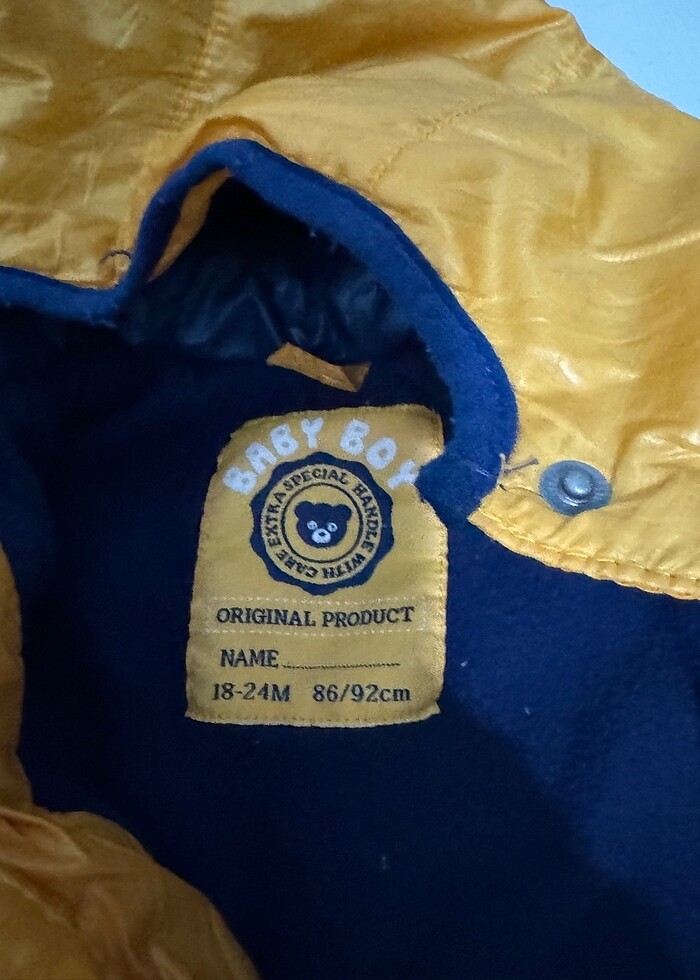 BABY BOY
EXTRA SPECIAL HANDLE WITH CARE
ORIGINAL PRODUCT
NAME
18-24M 86/92cm